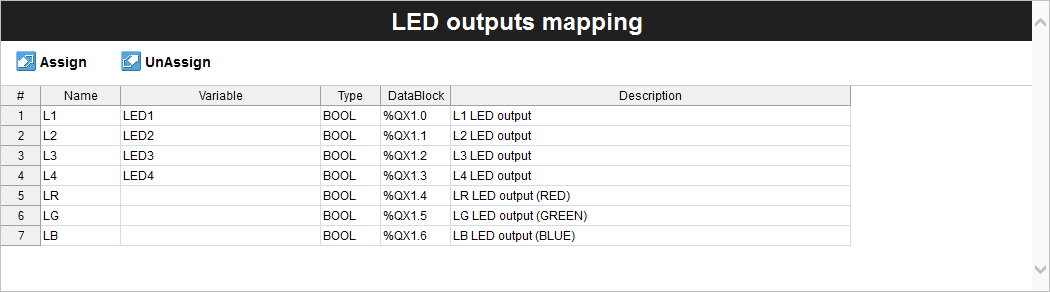 LED outputs mapping
Assign UnAssign
# Name Variable Type DataBlock Description
1 L1 LED1 BOOL %QX1.0 L1 LED output
2 L2 LED2 BOOL %QX1.1 L2 LED output
3 L3 LED3 BOOL %QX1.2 L3 LED output
4 L4 LED4 BOOL %QX1.3 L4 LED output
5 LR BOOL %QX1.4 LR LED output (RED)
6 LG BOOL %QX1.5 LG LED output (GREEN)
7 LB BOOL %QX1.6 LB LED output (BLUE)